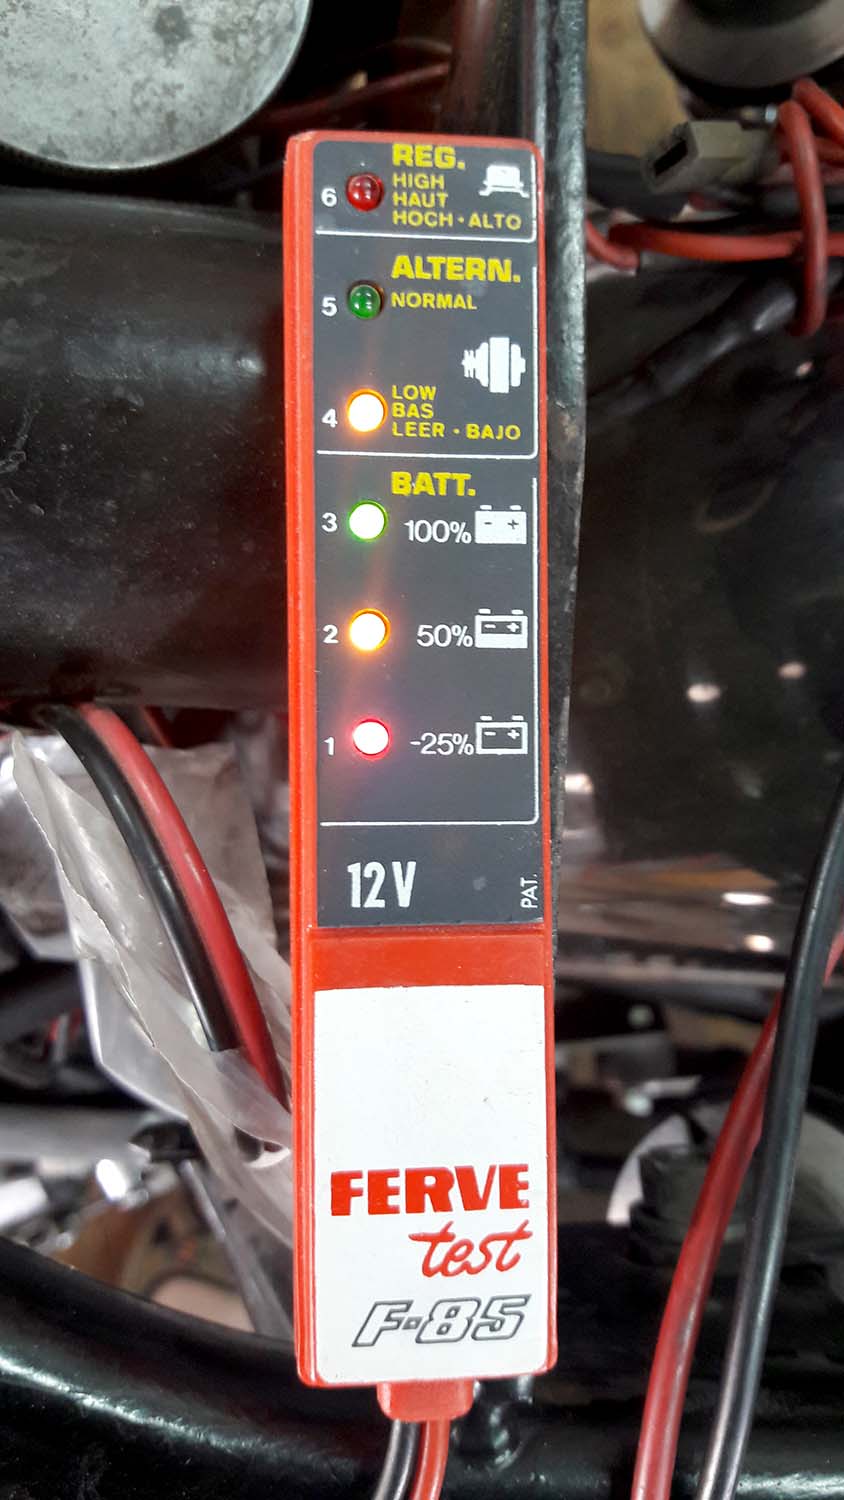 REG.
6 HIGH
HAUT
HOCH · ALTO
ALTERN.
5 NORMAL
LOW
4 BAS
LEER · BAJO
BATT.
3 100% - +
2 50% - +
1 -25% - +
12V PAT.
FERVE
test
F-85